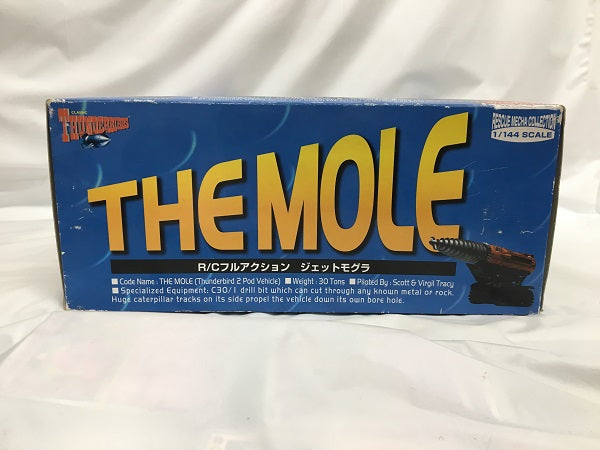 CLASSIC
THUNDERBIRDS
RESCUE MECHA COLLECTION
1/144 SCALE
THE MOLE
R/Cフルアクション ジェットモグラ
■Code Name : THE MOLE (Thunderbird 2 Pod Vehicle) ■Weight : 30 Tons ■Piloted By : Scott & Virgil Tracy
■Specialized Equipment: C30/1 drill bit which can cut through any known metal or rock.
Huge caterpillar tracks on its side propel the vehicle down its own bore hole.